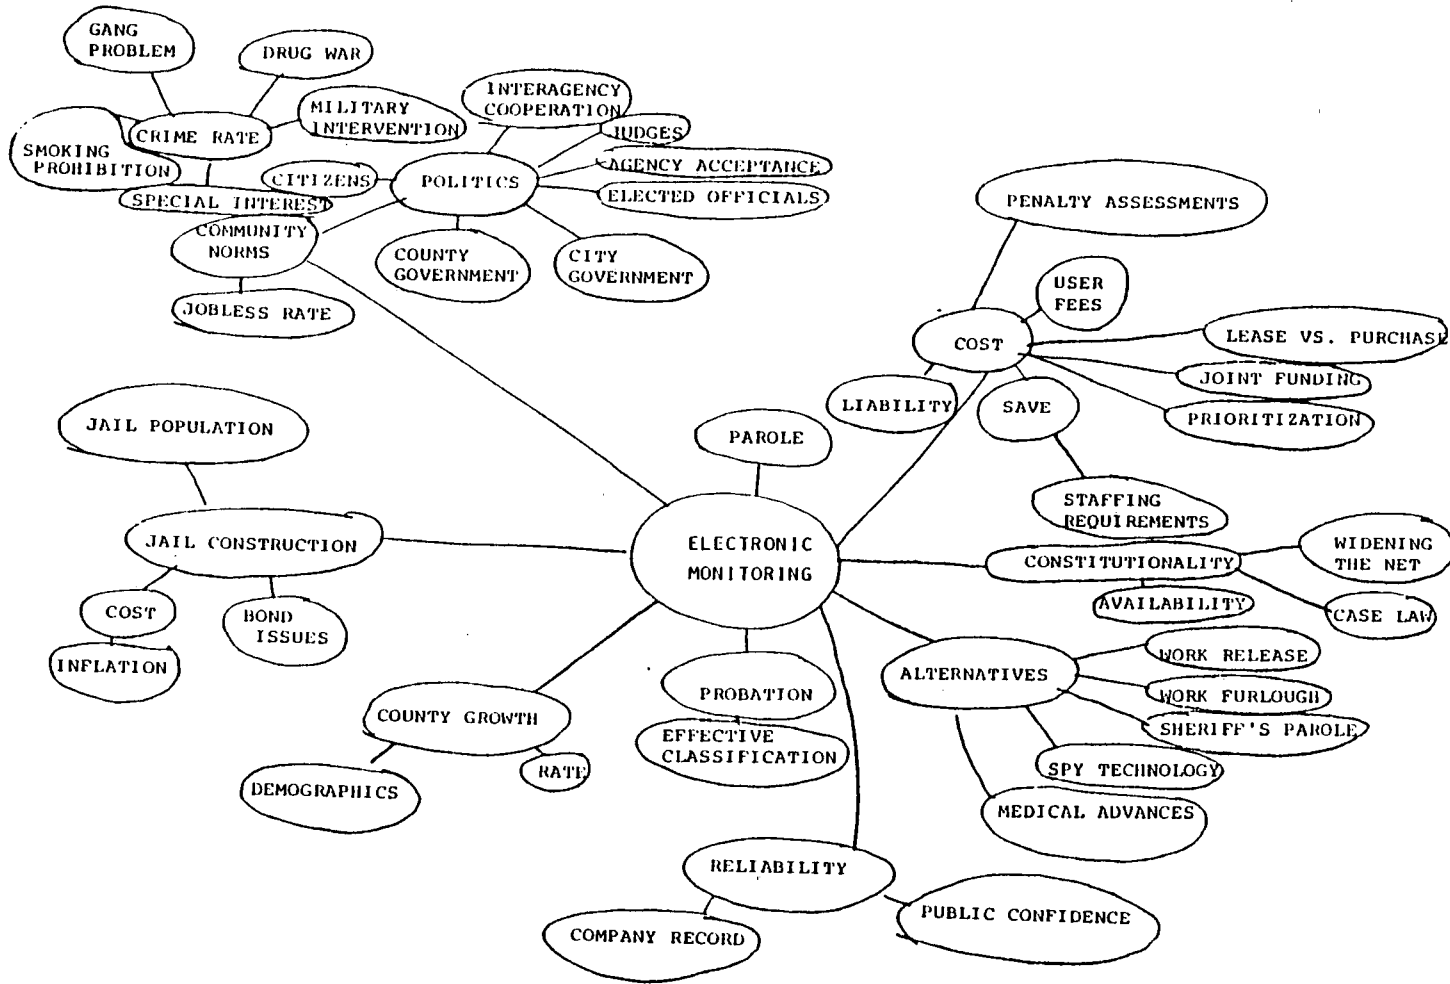 GANG
PROBLEM
DRUG WAR
INTERAGENCY
COOPERATION
MILITARY
INTERVENTION
CRIME RATE
JUDGES
SMOKING
PROHIBITION
AGENCY ACCEPTANCE
CITIZENS
POLITICS
ELECTED OFFICIALS
SPECIAL INTEREST
COMMUNITY
NORMS
COUNTY
GOVERNMENT
CITY
GOVERNMENT
JOBLESS RATE
PENALTY ASSESSMENTS
USER
FEES
COST
LEASE VS. PURCHASE
JOINT FUNDING
LIABILITY
SAVE
PRIORITIZATION
JAIL POPULATION
PAROLE
STAFFING
REQUIREMENTS
JAIL CONSTRUCTION
ELECTRONIC
MONITORING
CONSTITUTIONALITY
WIDENING
THE NET
AVAILABILITY
CASE LAW
COST
BOND
ISSUES
INFLATION
WORK RELEASE
ALTERNATIVES
WORK FURLOUGH
PROBATION
COUNTY GROWTH
SHERIFF'S PAROLE
EFFECTIVE
CLASSIFICATION
RATE
SPY TECHNOLOGY
DEMOGRAPHICS
MEDICAL ADVANCES
RELIABILITY
PUBLIC CONFIDENCE
COMPANY RECORD